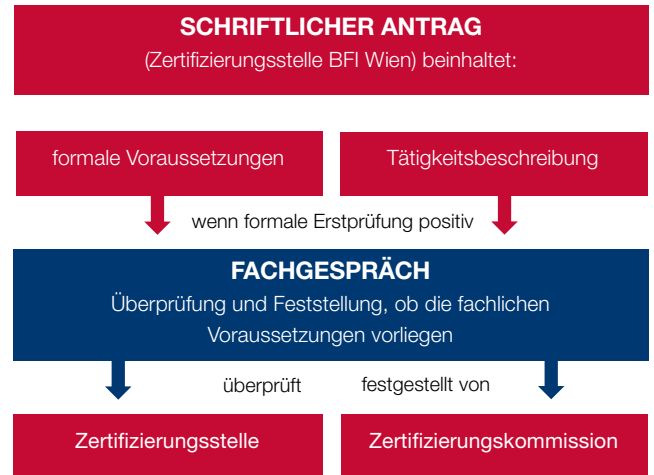 SCHRIFTLICHER ANTRAG
(Zertifizierungsstelle BFI Wien) beinhaltet:
formale Voraussetzungen
Tätigkeitsbeschreibung
wenn formale Erstprüfung positiv
FACHGESPRÄCH
Überprüfung und Feststellung, ob die fachlichen
Voraussetzungen vorliegen
überprüft
festgestellt von
Zertifizierungsstelle
Zertifizierungskommission